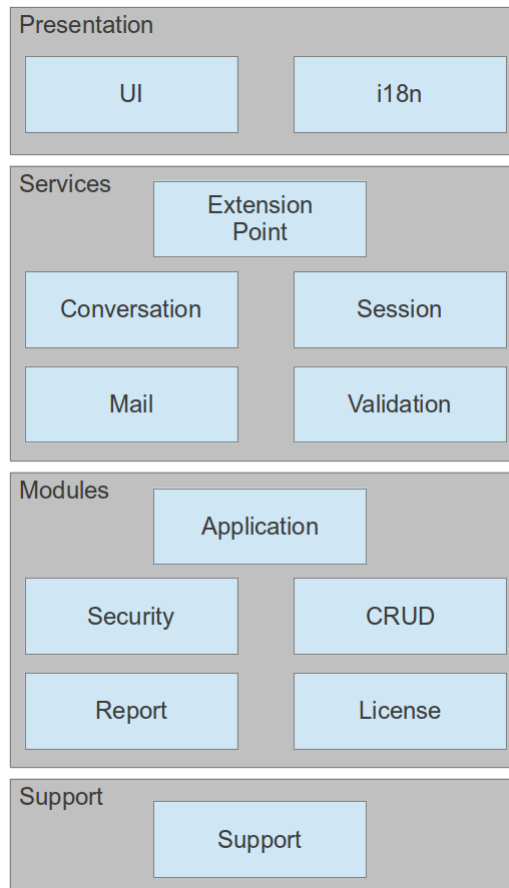 Presentation
UI
i18n
Services
Extension
Point
Conversation
Session
Mail
Validation
Modules
Application
Security
CRUD
Report
License
Support
Support